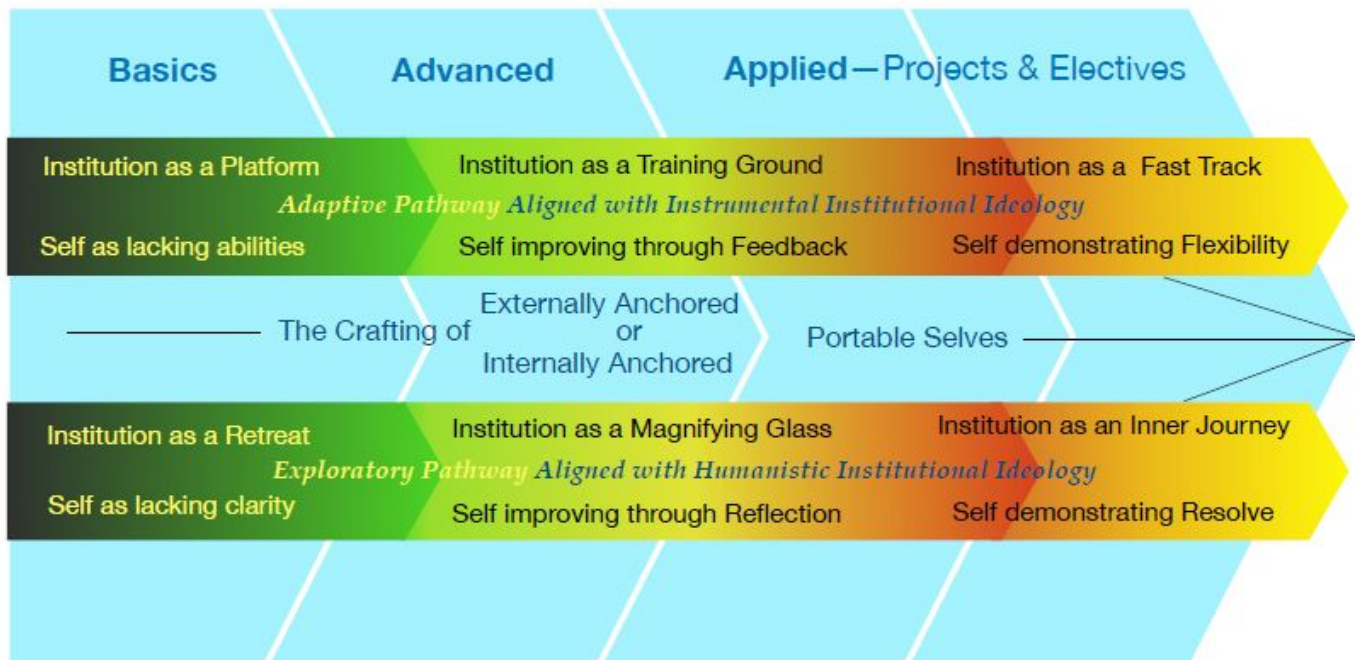 Basics
Advanced
Applied—Projects & Electives
Institution as a Platform
Institution as a Training Ground
Institution as a Fast Track
Adaptive Pathway Aligned with Instrumental Institutional Ideology
Self as lacking abilities
Self improving through Feedback
Self demonstrating Flexibility
The Crafting of
Externally Anchored
or
Internally Anchored
Portable Selves
Institution as a Retreat
Institution as a Magnifying Glass
Institution as an Inner Journey
Exploratory Pathway Aligned with Humanistic Institutional Ideology
Self as lacking clarity
Self improving through Reflection
Self demonstrating Resolve